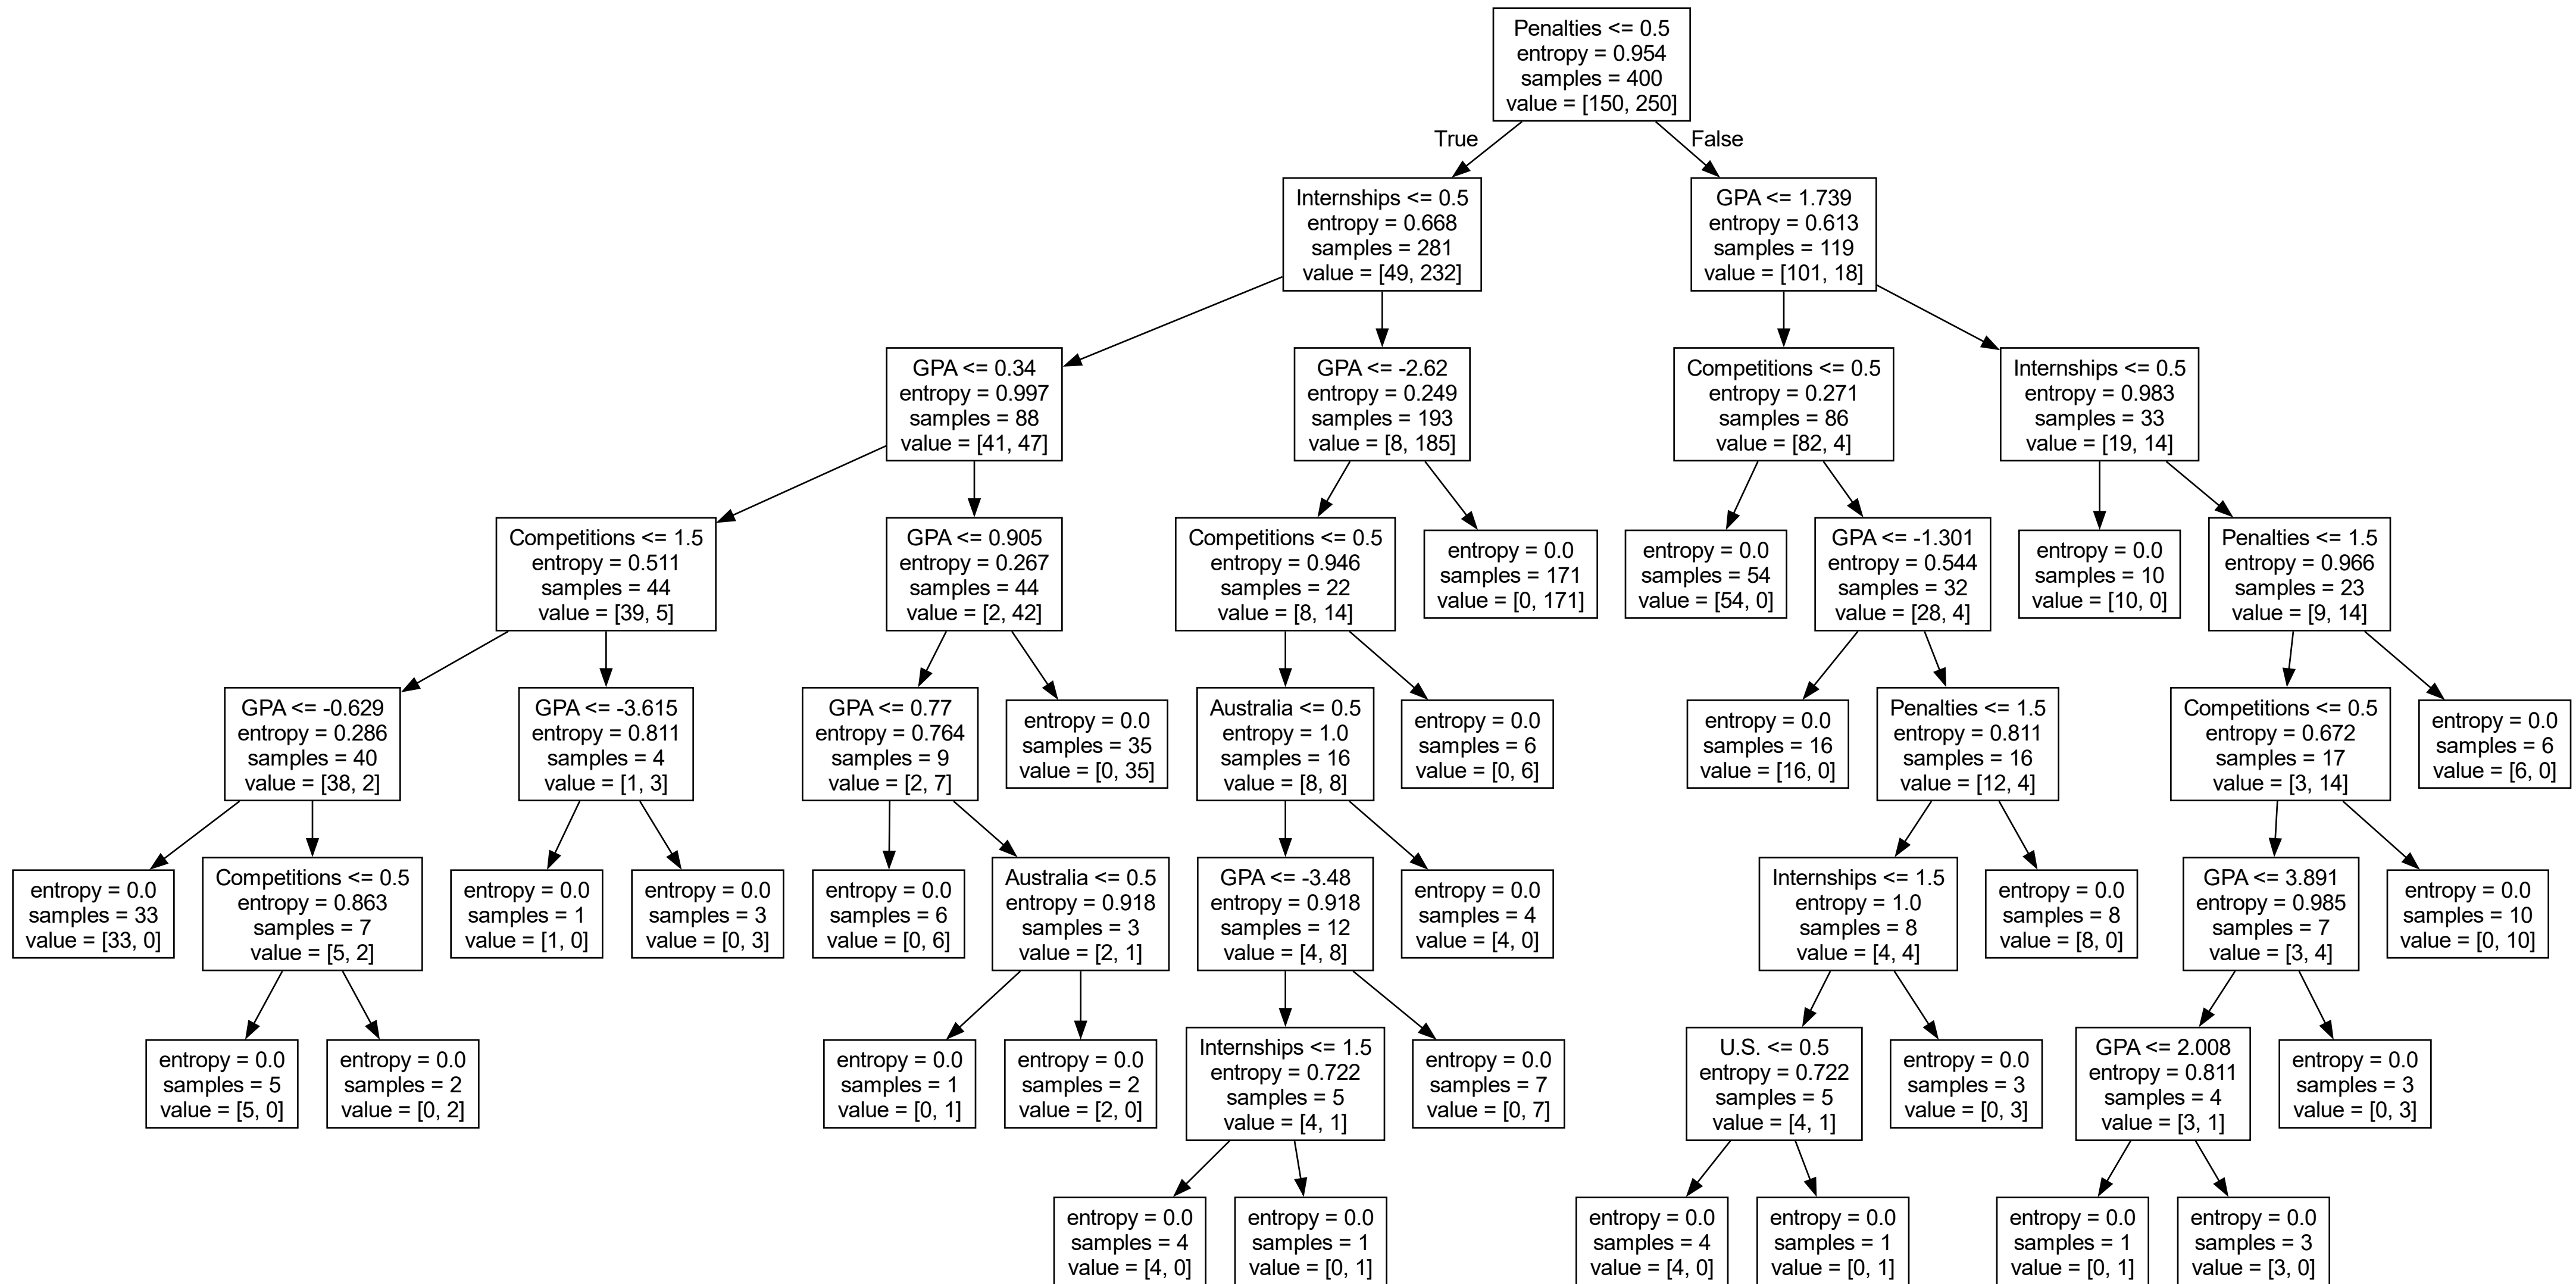 Penalties <= 0.5
entropy = 0.954
samples = 400
value = [150, 250]
True
False
Internships <= 0.5
entropy = 0.668
samples = 281
value = [49, 232]
GPA <= 1.739
entropy = 0.613
samples = 119
value = [101, 18]
GPA <= 0.34
entropy = 0.997
samples = 88
value = [41, 47]
GPA <= -2.62
entropy = 0.249
samples = 193
value = [8, 185]
Competitions <= 0.5
entropy = 0.271
samples = 86
value = [82, 4]
Internships <= 0.5
entropy = 0.983
samples = 33
value = [19, 14]
Competitions <= 1.5
entropy = 0.511
samples = 44
value = [39, 5]
GPA <= 0.905
entropy = 0.267
samples = 44
value = [2, 42]
Competitions <= 0.5
entropy = 0.946
samples = 22
value = [8, 14]
entropy = 0.0
samples = 171
value = [0, 171]
entropy = 0.0
samples = 54
value = [54, 0]
GPA <= -1.301
entropy = 0.544
samples = 32
value = [28, 4]
entropy = 0.0
samples = 10
value = [10, 0]
Penalties <= 1.5
entropy = 0.966
samples = 23
value = [9, 14]
GPA <= -0.629
entropy = 0.286
samples = 40
value = [38, 2]
GPA <= -3.615
entropy = 0.811
samples = 4
value = [1, 3]
GPA <= 0.77
entropy = 0.764
samples = 9
value = [2, 7]
entropy = 0.0
samples = 35
value = [0, 35]
Australia <= 0.5
entropy = 1.0
samples = 16
value = [8, 8]
entropy = 0.0
samples = 6
value = [0, 6]
entropy = 0.0
samples = 16
value = [16, 0]
Penalties <= 1.5
entropy = 0.811
samples = 16
value = [12, 4]
Competitions <= 0.5
entropy = 0.672
samples = 17
value = [3, 14]
entropy = 0.0
samples = 6
value = [6, 0]
entropy = 0.0
samples = 33
value = [33, 0]
Competitions <= 0.5
entropy = 0.863
samples = 7
value = [5, 2]
entropy = 0.0
samples = 1
value = [1, 0]
entropy = 0.0
samples = 3
value = [0, 3]
entropy = 0.0
samples = 6
value = [0, 6]
Australia <= 0.5
entropy = 0.918
samples = 3
value = [2, 1]
GPA <= -3.48
entropy = 0.918
samples = 12
value = [4, 8]
entropy = 0.0
samples = 4
value = [4, 0]
Internships <= 1.5
entropy = 1.0
samples = 8
value = [4, 4]
entropy = 0.0
samples = 8
value = [8, 0]
GPA <= 3.891
entropy = 0.985
samples = 7
value = [3, 4]
entropy = 0.0
samples = 10
value = [0, 10]
entropy = 0.0
samples = 5
value = [5, 0]
entropy = 0.0
samples = 2
value = [0, 2]
entropy = 0.0
samples = 1
value = [0, 1]
entropy = 0.0
samples = 2
value = [2, 0]
Internships <= 1.5
entropy = 0.722
samples = 5
value = [4, 1]
entropy = 0.0
samples = 7
value = [0, 7]
U.S. <= 0.5
entropy = 0.722
samples = 5
value = [4, 1]
entropy = 0.0
samples = 3
value = [0, 3]
GPA <= 2.008
entropy = 0.811
samples = 4
value = [3, 1]
entropy = 0.0
samples = 3
value = [0, 3]
entropy = 0.0
samples = 4
value = [4, 0]
entropy = 0.0
samples = 1
value = [0, 1]
entropy = 0.0
samples = 4
value = [4, 0]
entropy = 0.0
samples = 1
value = [0, 1]
entropy = 0.0
samples = 1
value = [0, 1]
entropy = 0.0
samples = 3
value = [3, 0]